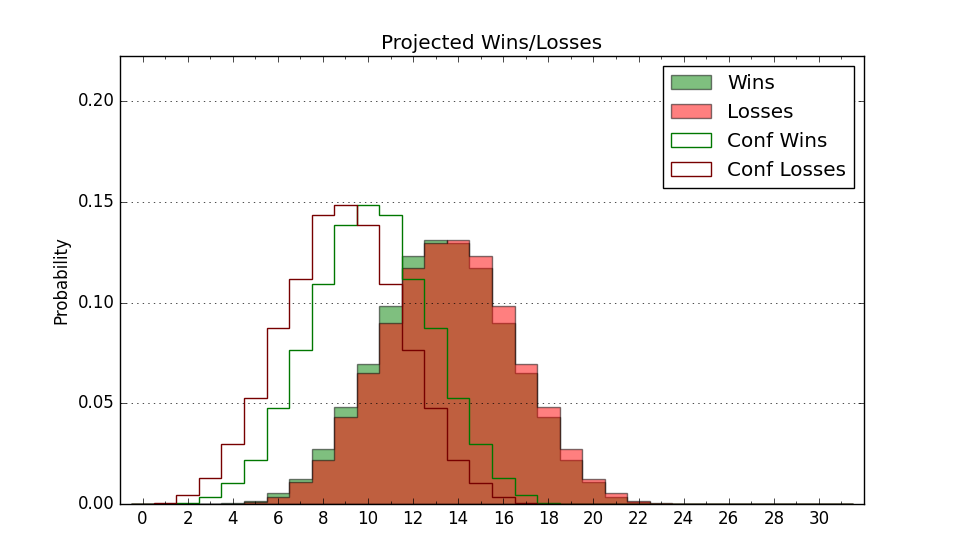 Projected Wins/Losses
Wins
Losses
Conf Wins
Conf Losses
Probability
0.20
0.15
0.10
0.05
0.00
0 2 4 6 8 10 12 14 16 18 20 22 24 26 28 30